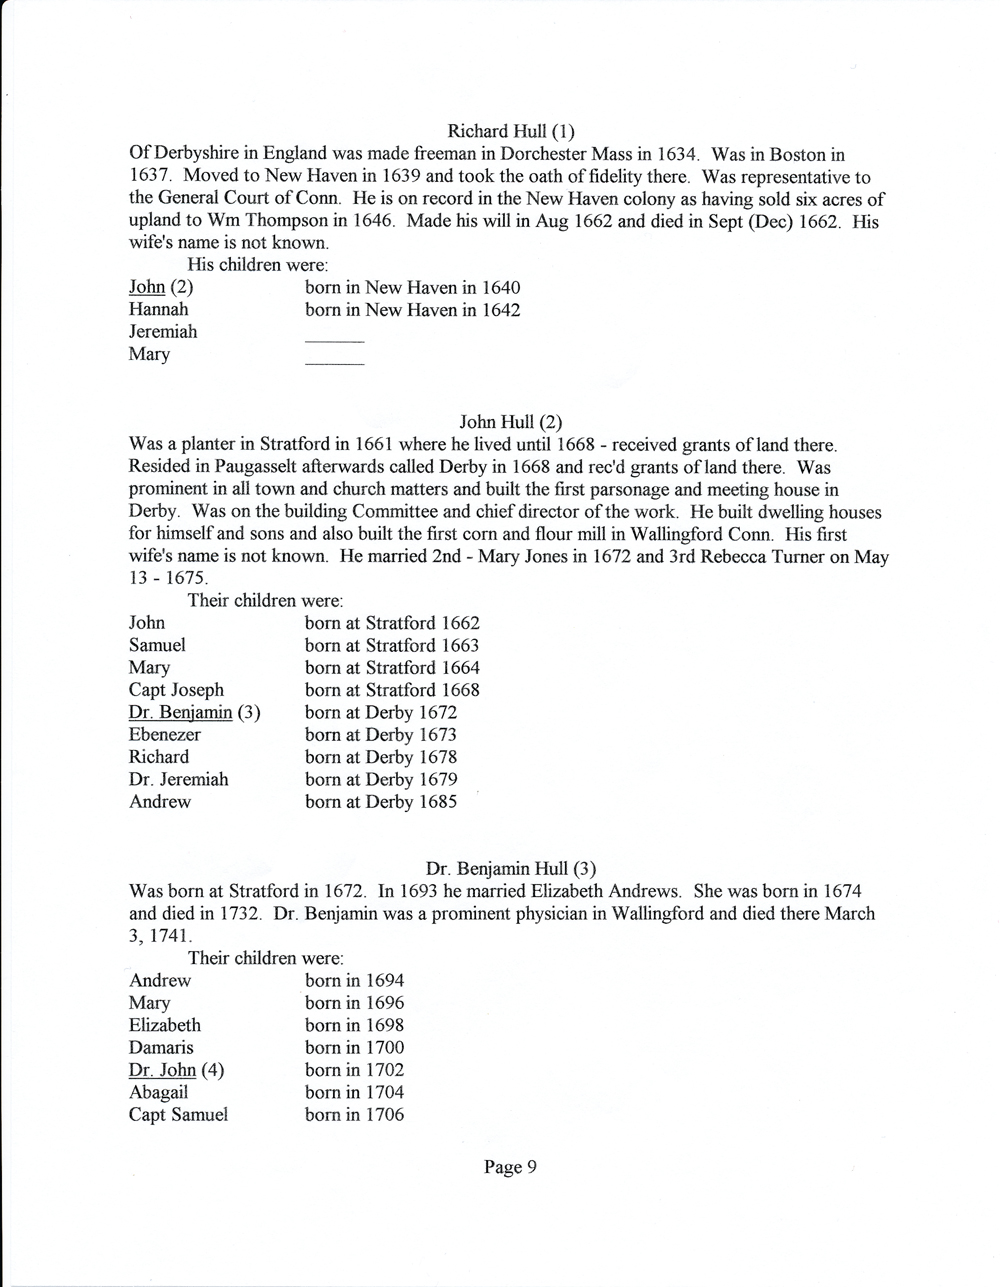 Richard Hull (1)
Of Derbyshire in England was made freeman in Dorchester Mass in 1634. Was in Boston in
1637. Moved to New Haven in 1639 and took the oath of fidelity there. Was representative to
the General Court of Conn. He is on record in the New Haven colony as having sold six acres of
upland to Wm Thompson in 1646. Made his will in Aug 1662 and died in Sept (Dec) 1662. His
wife's name is not known.
His children were:
John (2) born in New Haven in 1640
Hannah born in New Haven in 1642
Jeremiah ______
Mary ______
John Hull (2)
Was a planter in Stratford in 1661 where he lived until 1668 - received grants of land there.
Resided in Paugasselt afterwards called Derby in 1668 and rec'd grants of land there. Was
prominent in all town and church matters and built the first parsonage and meeting house in
Derby. Was on the building Committee and chief director of the work. He built dwelling houses
for himself and sons and also built the first corn and flour mill in Wallingford Conn. His first
wife's name is not known. He married 2nd - Mary Jones in 1672 and 3rd Rebecca Turner on May
13 - 1675.
Their children were:
John born at Stratford 1662
Samuel born at Stratford 1663
Mary born at Stratford 1664
Capt Joseph born at Stratford 1668
Dr. Benjamin (3) born at Derby 1672
Ebenezer born at Derby 1673
Richard born at Derby 1678
Dr. Jeremiah born at Derby 1679
Andrew born at Derby 1685
Dr. Benjamin Hull (3)
Was born at Stratford in 1672. In 1693 he married Elizabeth Andrews. She was born in 1674
and died in 1732. Dr. Benjamin was a prominent physician in Wallingford and died there March
3, 1741.
Their children were:
Andrew born in 1694
Mary born in 1696
Elizabeth born in 1698
Damaris born in 1700
Dr. John (4) born in 1702
Abagail born in 1704
Capt Samuel born in 1706
Page 9